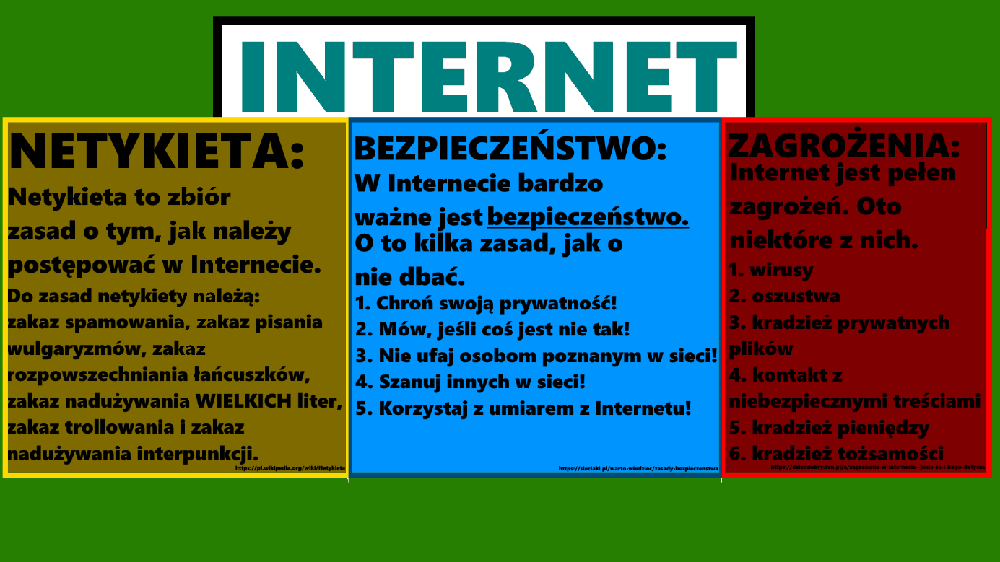 INTERNET
NETYKIETA:
Netykieta to zbiór
zasad o tym, jak należy
postępować w Internecie.
Do zasad netykiety należą:
zakaz spamowania, zakaz pisania
wulgaryzmów, zakaz
rozpowszechniania łańcuszków,
zakaz nadużywania WIELKICH liter,
zakaz trollowania i zakaz
nadużywania interpunkcji.
https://pl.wikipedia.org/wiki/Netykieta
BEZPIECZEŃSTWO:
W Internecie bardzo
ważne jest bezpieczeństwo.
O to kilka zasad, jak o
nie dbać.
1. Chroń swoją prywatność!
2. Mów, jeśli coś jest nie tak!
3. Nie ufaj osobom poznanym w sieci!
4. Szanuj innych w sieci!
5. Korzystaj z umiarem z Internetu!
https://sieciaki.pl/warto-wiedziec/zasady-bezpieczenstwa
ZAGROŻENIA:
Internet jest pełen
zagrożeń. Oto
niektóre z nich.
1. wirusy
2. oszustwa
3. kradzież prywatnych
plików
4. kontakt z
niebezpiecznymi treściami
5. kradzież pieniędzy
6. kradzież tożsamości
https://dziendobry.tvn.pl/a/zagrozenia-w-internecie--jakie-sa-i-kogo-dotycza